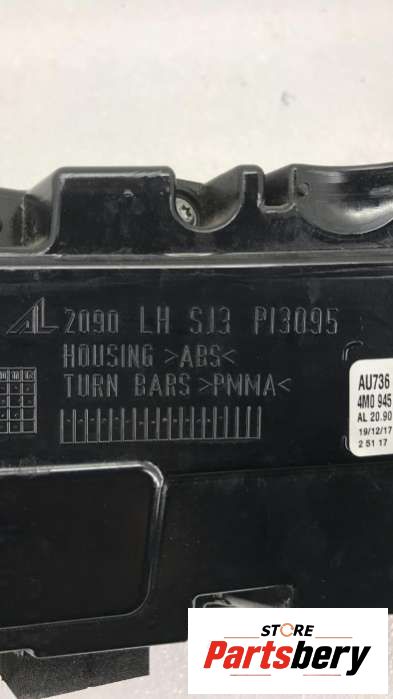 AL 2090 LH SJ3 PI3095
HOUSING >ABS<
TURN BARS >PMMA<
AU736
4M0 945
AL 20.90
19/12/17
2 51 17
STORE
Partsbery